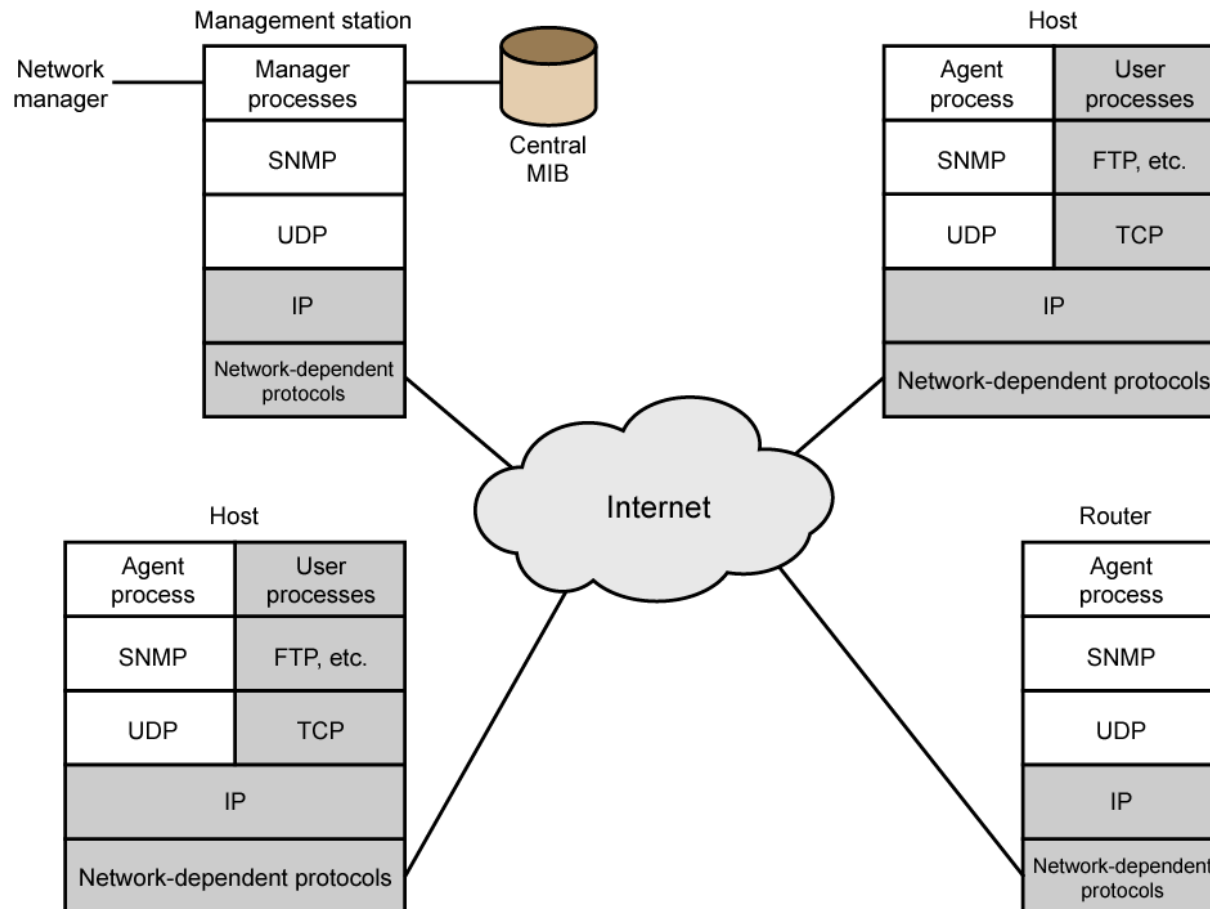 Management station
Network
manager
Manager
processes
SNMP
UDP
IP
Network-dependent
protocols
Central
MIB
Host
Agent
process
User
processes
SNMP
FTP, etc.
UDP
TCP
IP
Network-dependent protocols
Internet
Host
Agent
process
User
processes
SNMP
FTP, etc.
UDP
TCP
IP
Network-dependent protocols
Router
Agent
process
SNMP
UDP
IP
Network-dependent
protocols